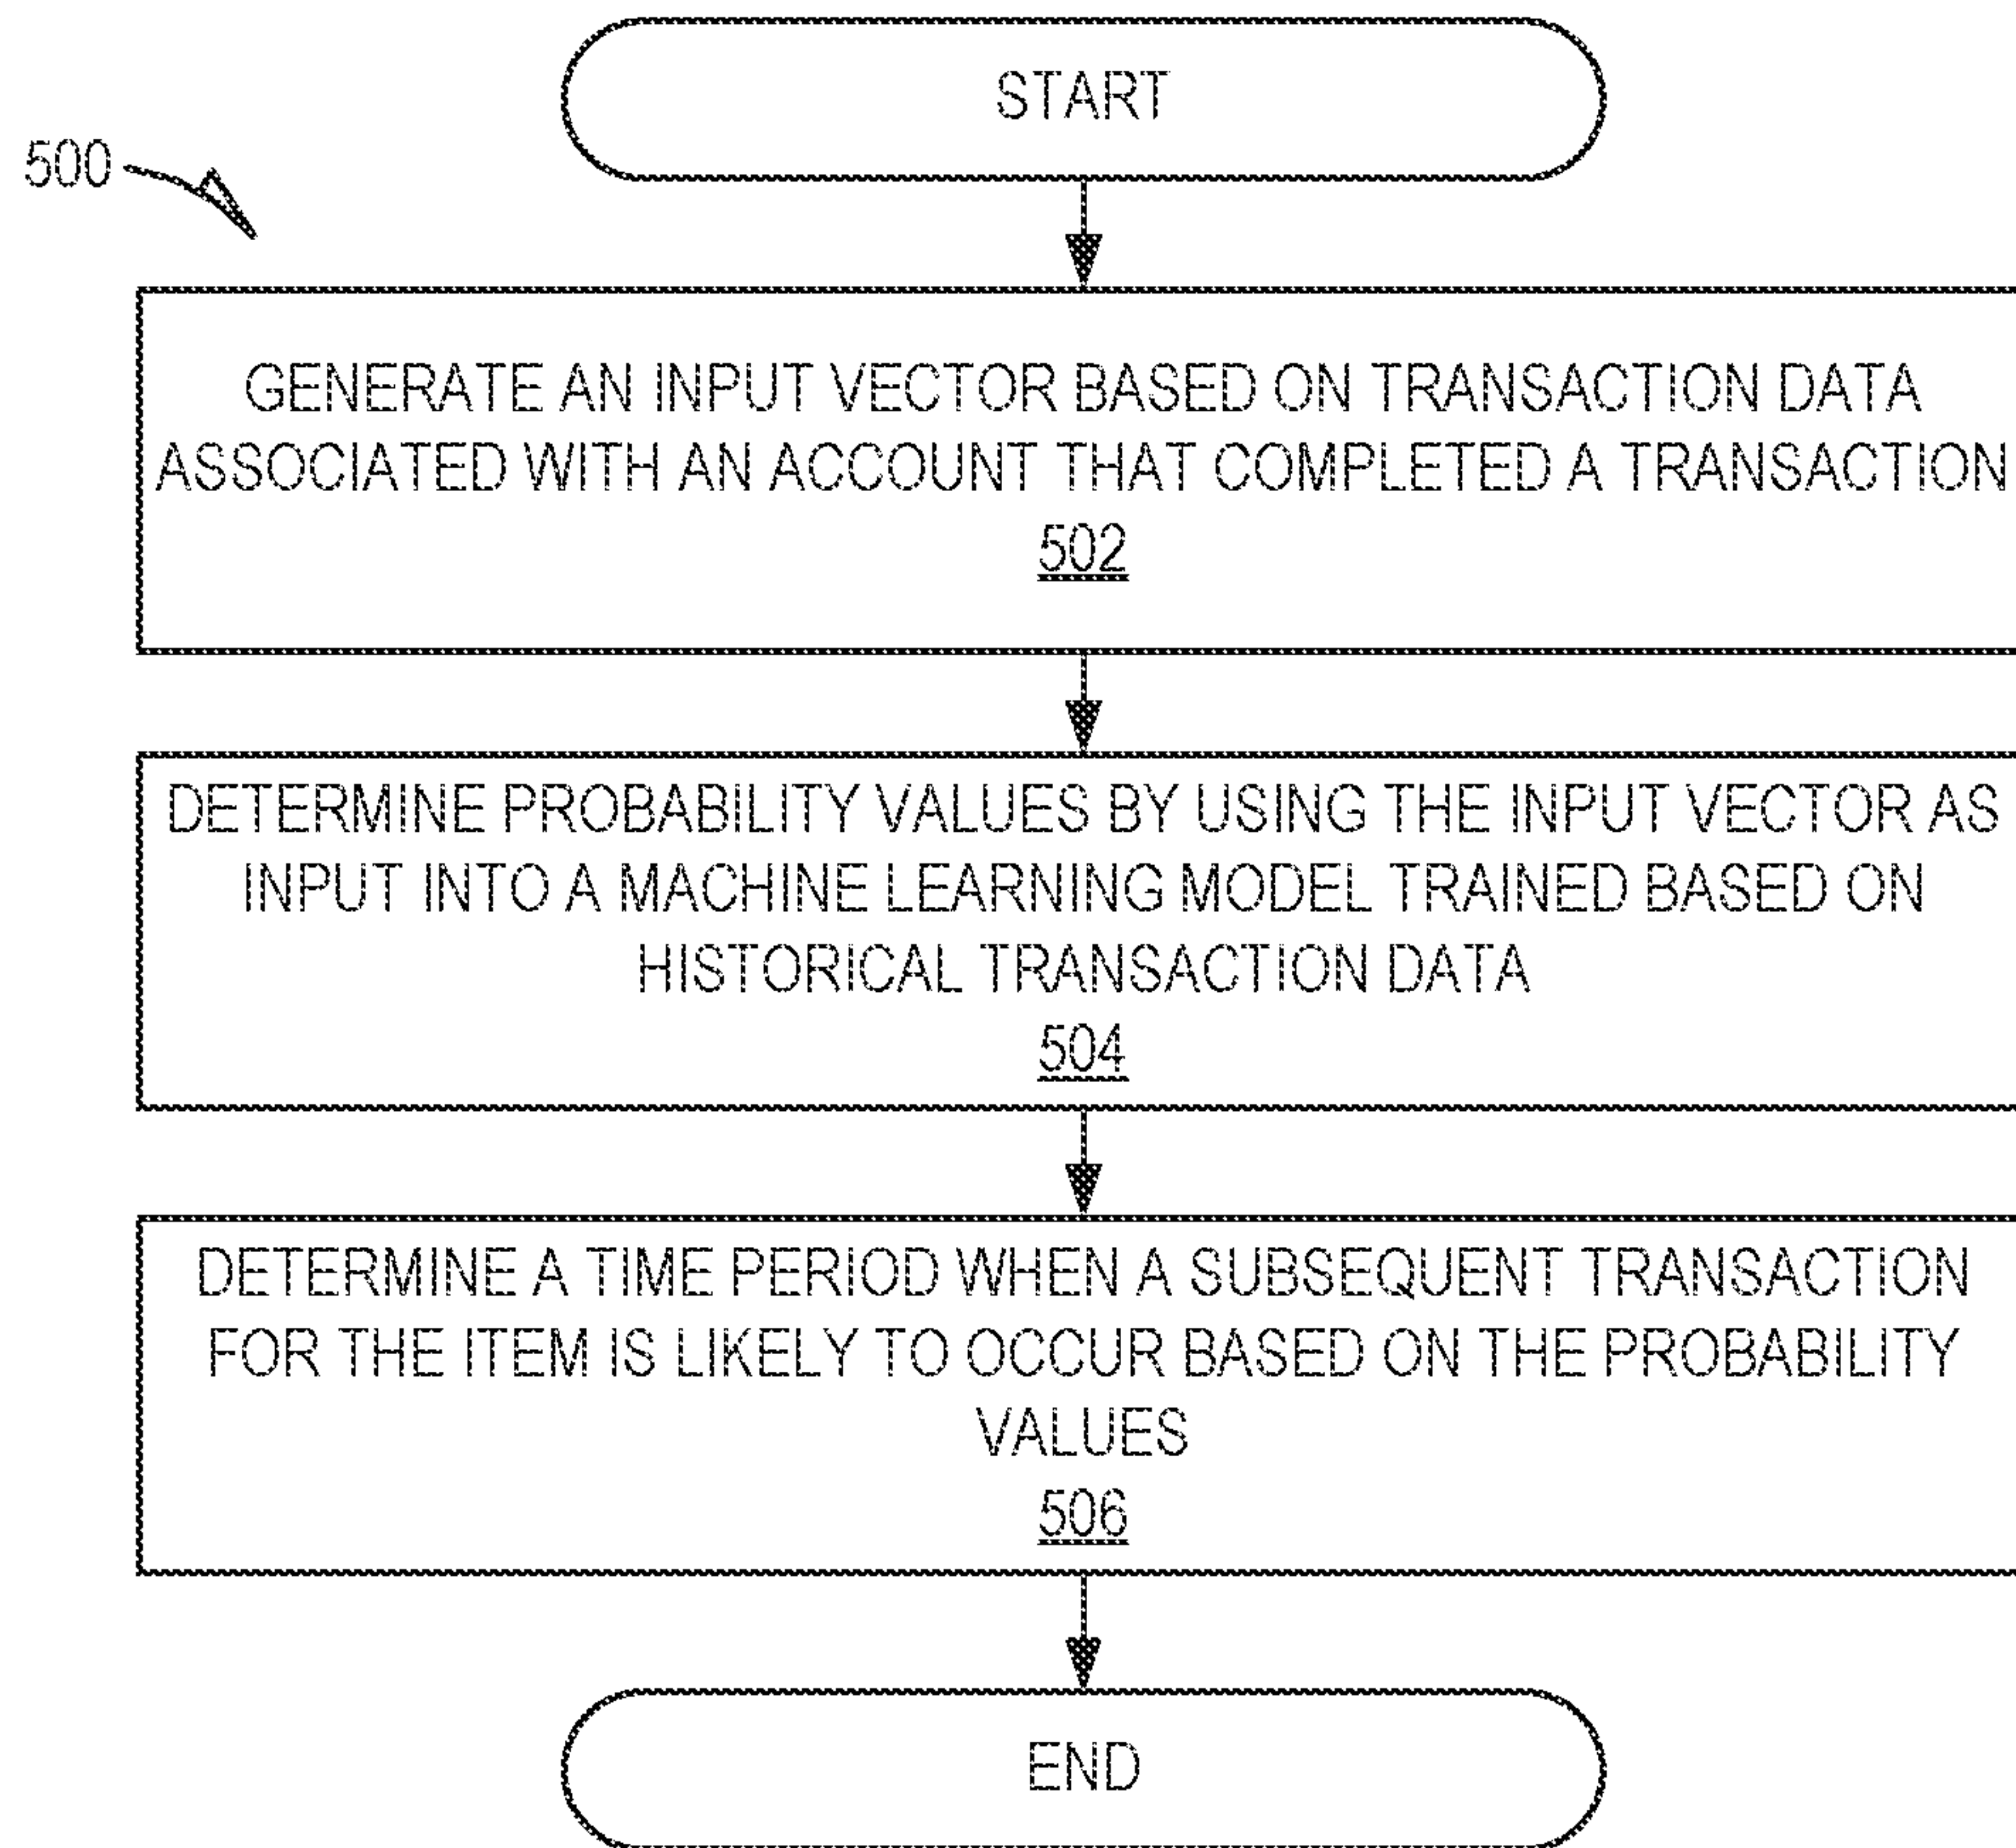 START
500
GENERATE AN INPUT VECTOR BASED ON TRANSACTION DATA
ASSOCIATED WITH AN ACCOUNT THAT COMPLETED A TRANSACTION
502
DETERMINE PROBABILITY VALUES BY USING THE INPUT VECTOR AS
INPUT INTO A MACHINE LEARNING MODEL TRAINED BASED ON
HISTORICAL TRANSACTION DATA
504
DETERMINE A TIME PERIOD WHEN A SUBSEQUENT TRANSACTION
FOR THE ITEM IS LIKELY TO OCCUR BASED ON THE PROBABILITY
VALUES
506
END